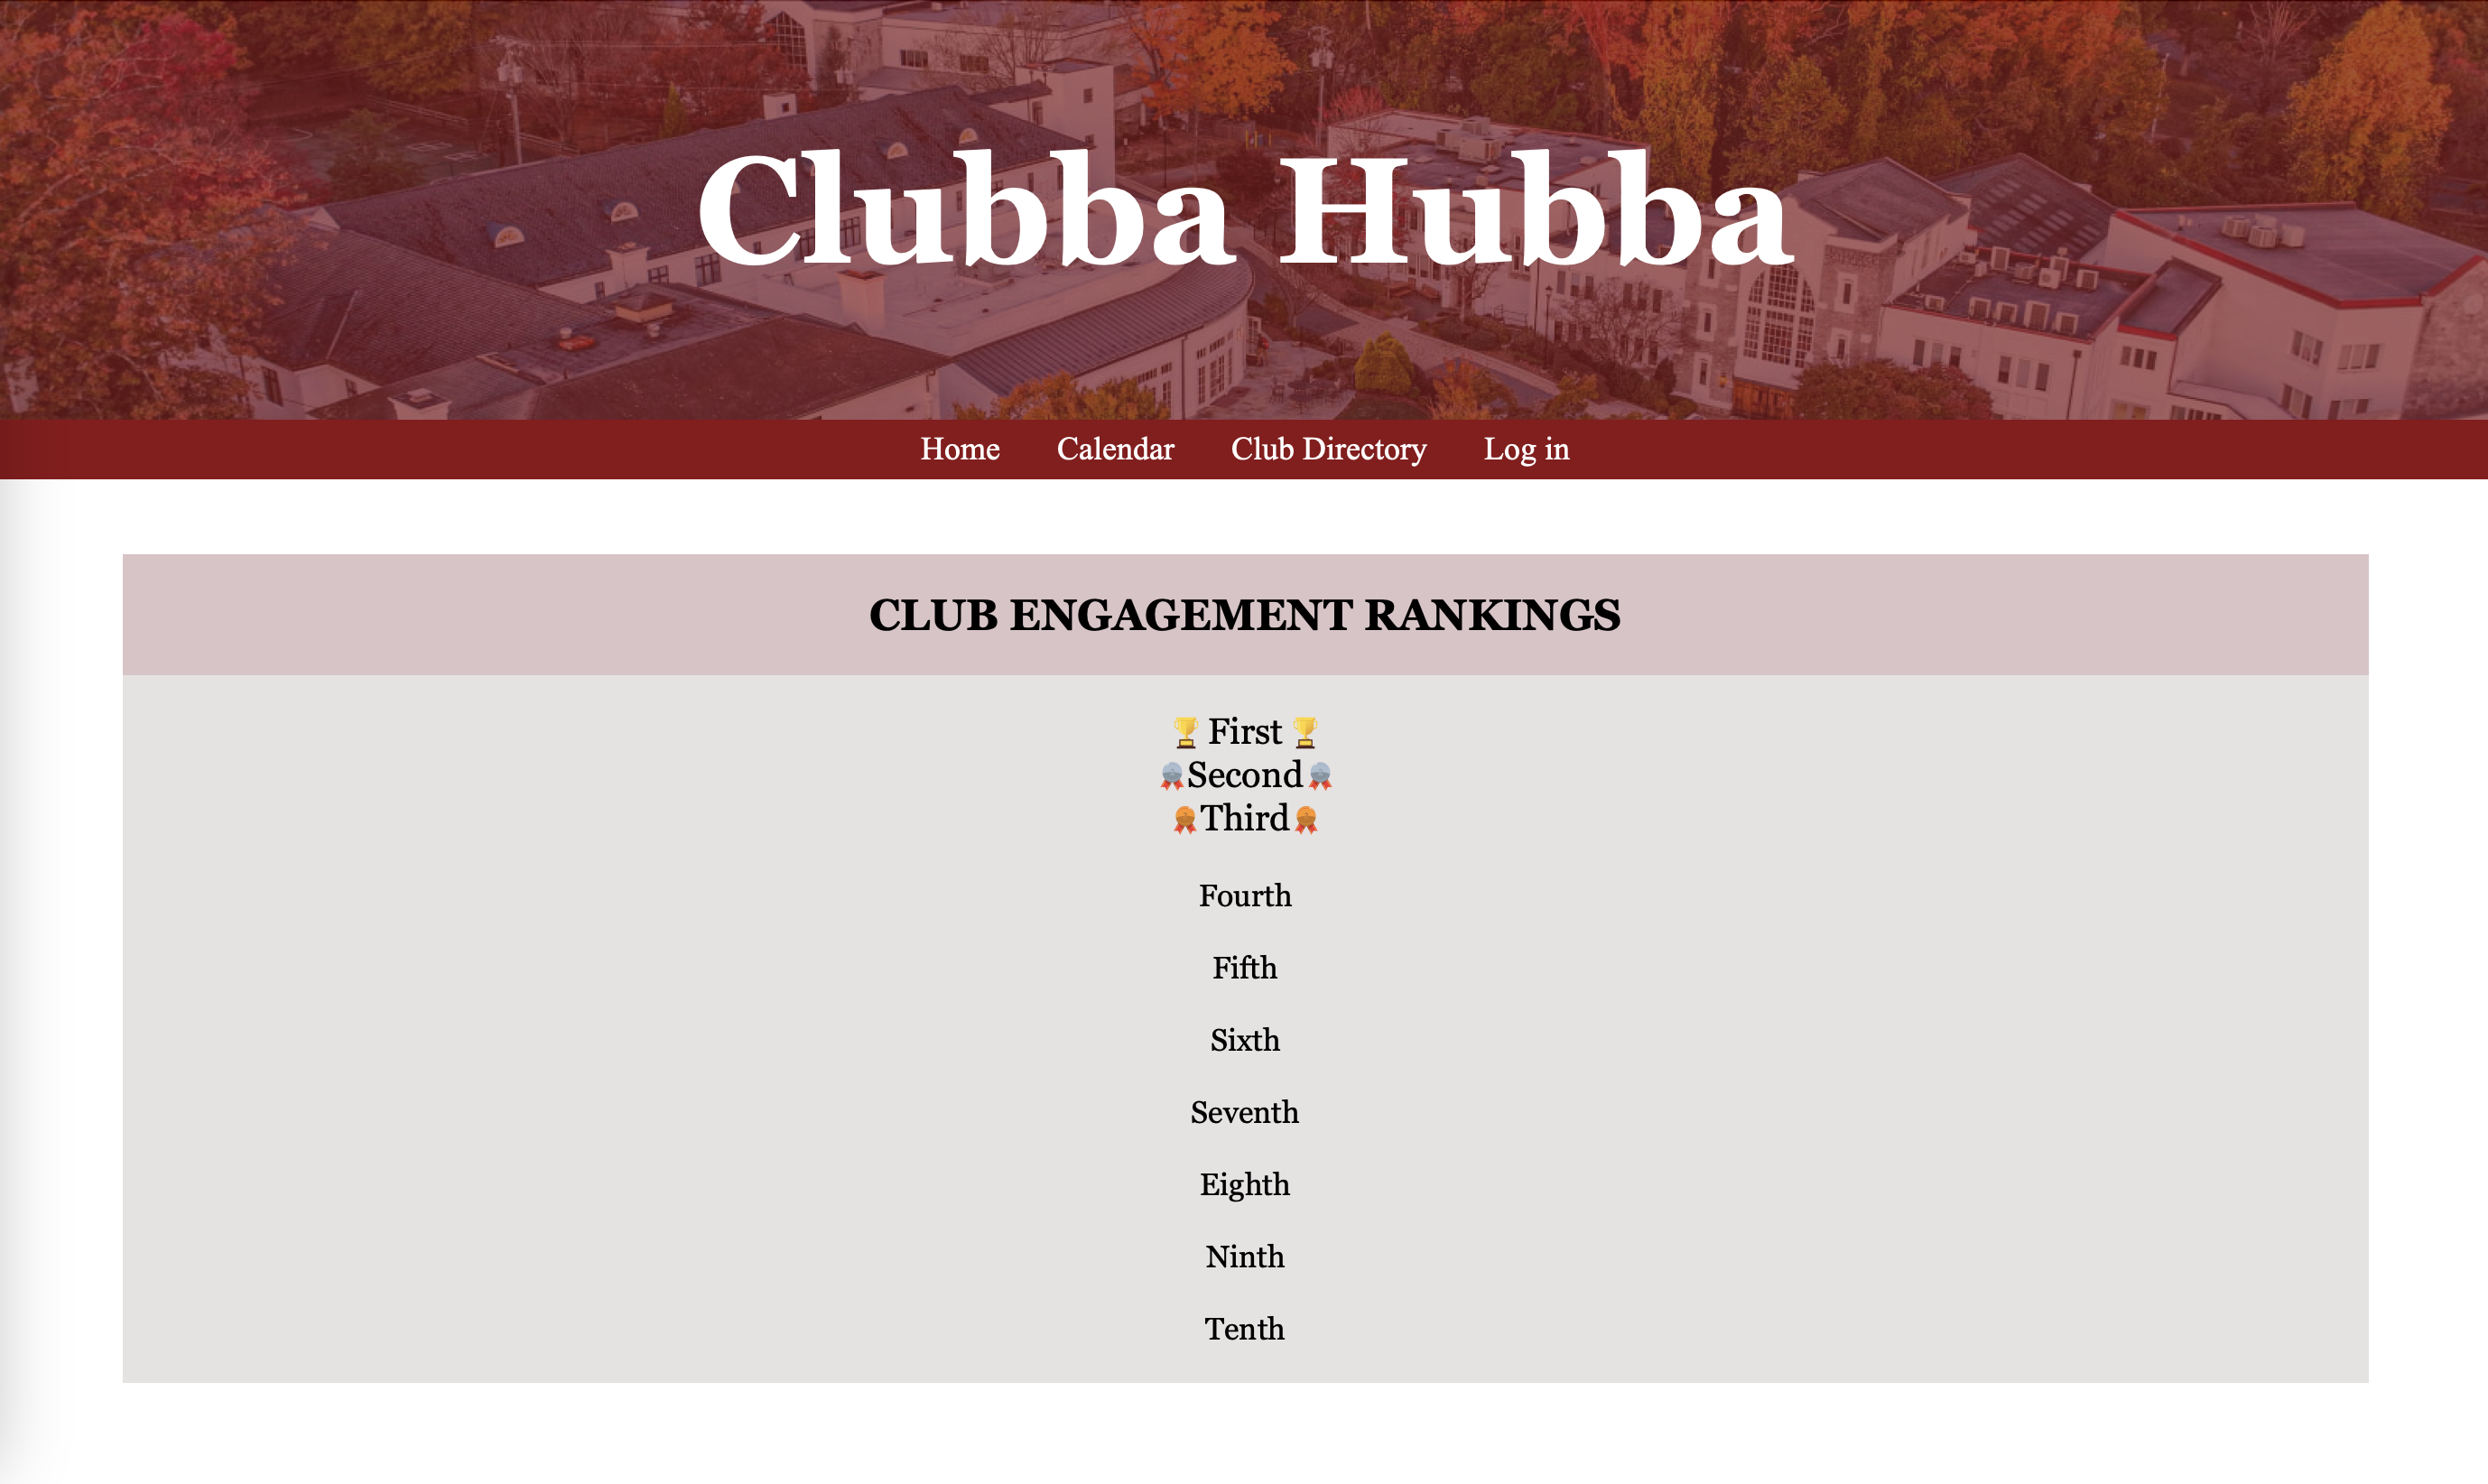 Clubba Hubba
Home Calendar Club Directory Log in
CLUB ENGAGEMENT RANKINGS
🏆 First 🏆
🥈Second🥈
🥉Third🥉
Fourth
Fifth
Sixth
Seventh
Eighth
Ninth
Tenth